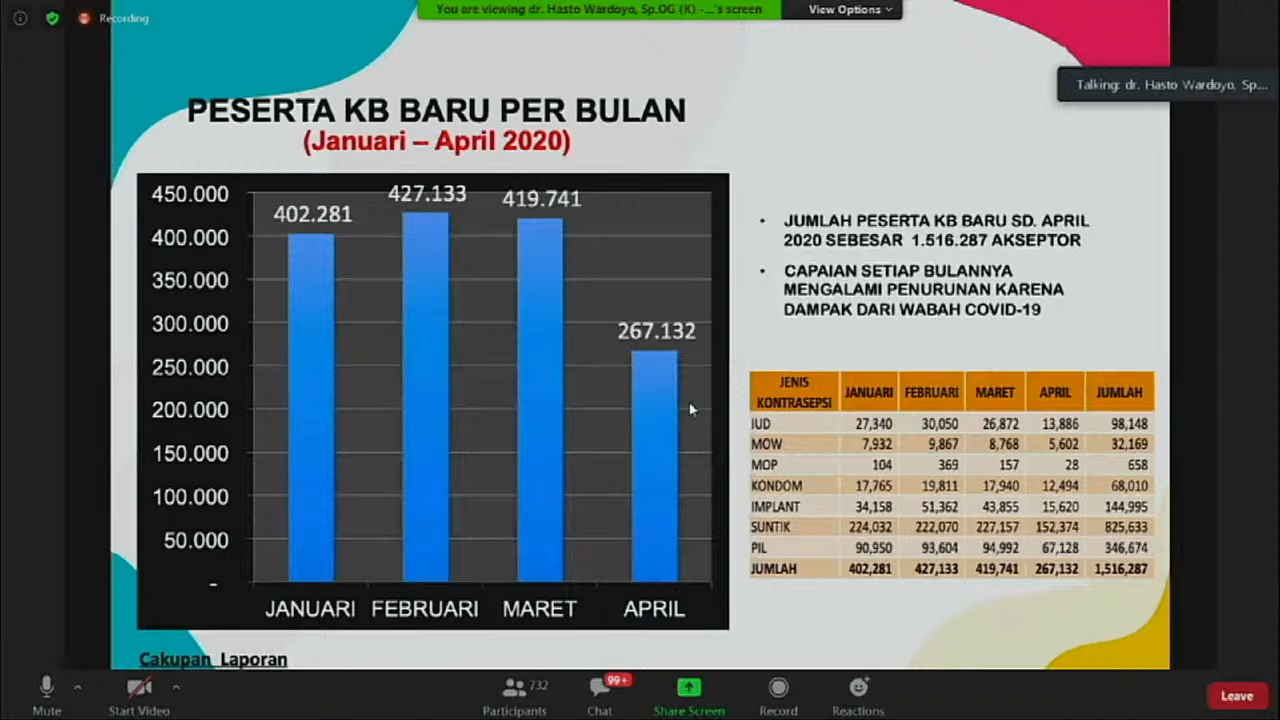 Recording
You are viewing dr. Hasto Wardoyo, Sp.OG (K) -...'s screen
View Options
Talking: dr. Hasto Wardoyo, Sp...
PESERTA KB BARU PER BULAN
(Januari – April 2020)
450.000
400.000
350.000
300.000
250.000
200.000
150.000
100.000
50.000
-
402.281
427.133
419.741
267.132
JANUARI FEBRUARI MARET APRIL
• JUMLAH PESERTA KB BARU SD. APRIL
2020 SEBESAR 1.516.287 AKSEPTOR
• CAPAIAN SETIAP BULANNYA
MENGALAMI PENURUNAN KARENA
DAMPAK DARI WABAH COVID-19
JENIS
KONTRASEPSI JANUARI FEBRUARI MARET APRIL JUMLAH
IUD 27,340 30,050 26,872 13,886 98,148
MOW 7,932 9,867 8,768 5,602 32,169
MOP 104 369 157 28 658
KONDOM 17,765 19,811 17,940 12,494 68,010
IMPLANT 34,158 51,362 43,855 15,620 144,995
SUNTIK 224,032 222,070 227,157 152,374 825,633
PIL 90,950 93,604 94,992 67,128 346,674
JUMLAH 402,281 427,133 419,741 267,132 1,516,287
Cakupan Laporan
Mute
Start Video
732
Participants
99+
Chat
Share Screen
Record
Reactions
Leave